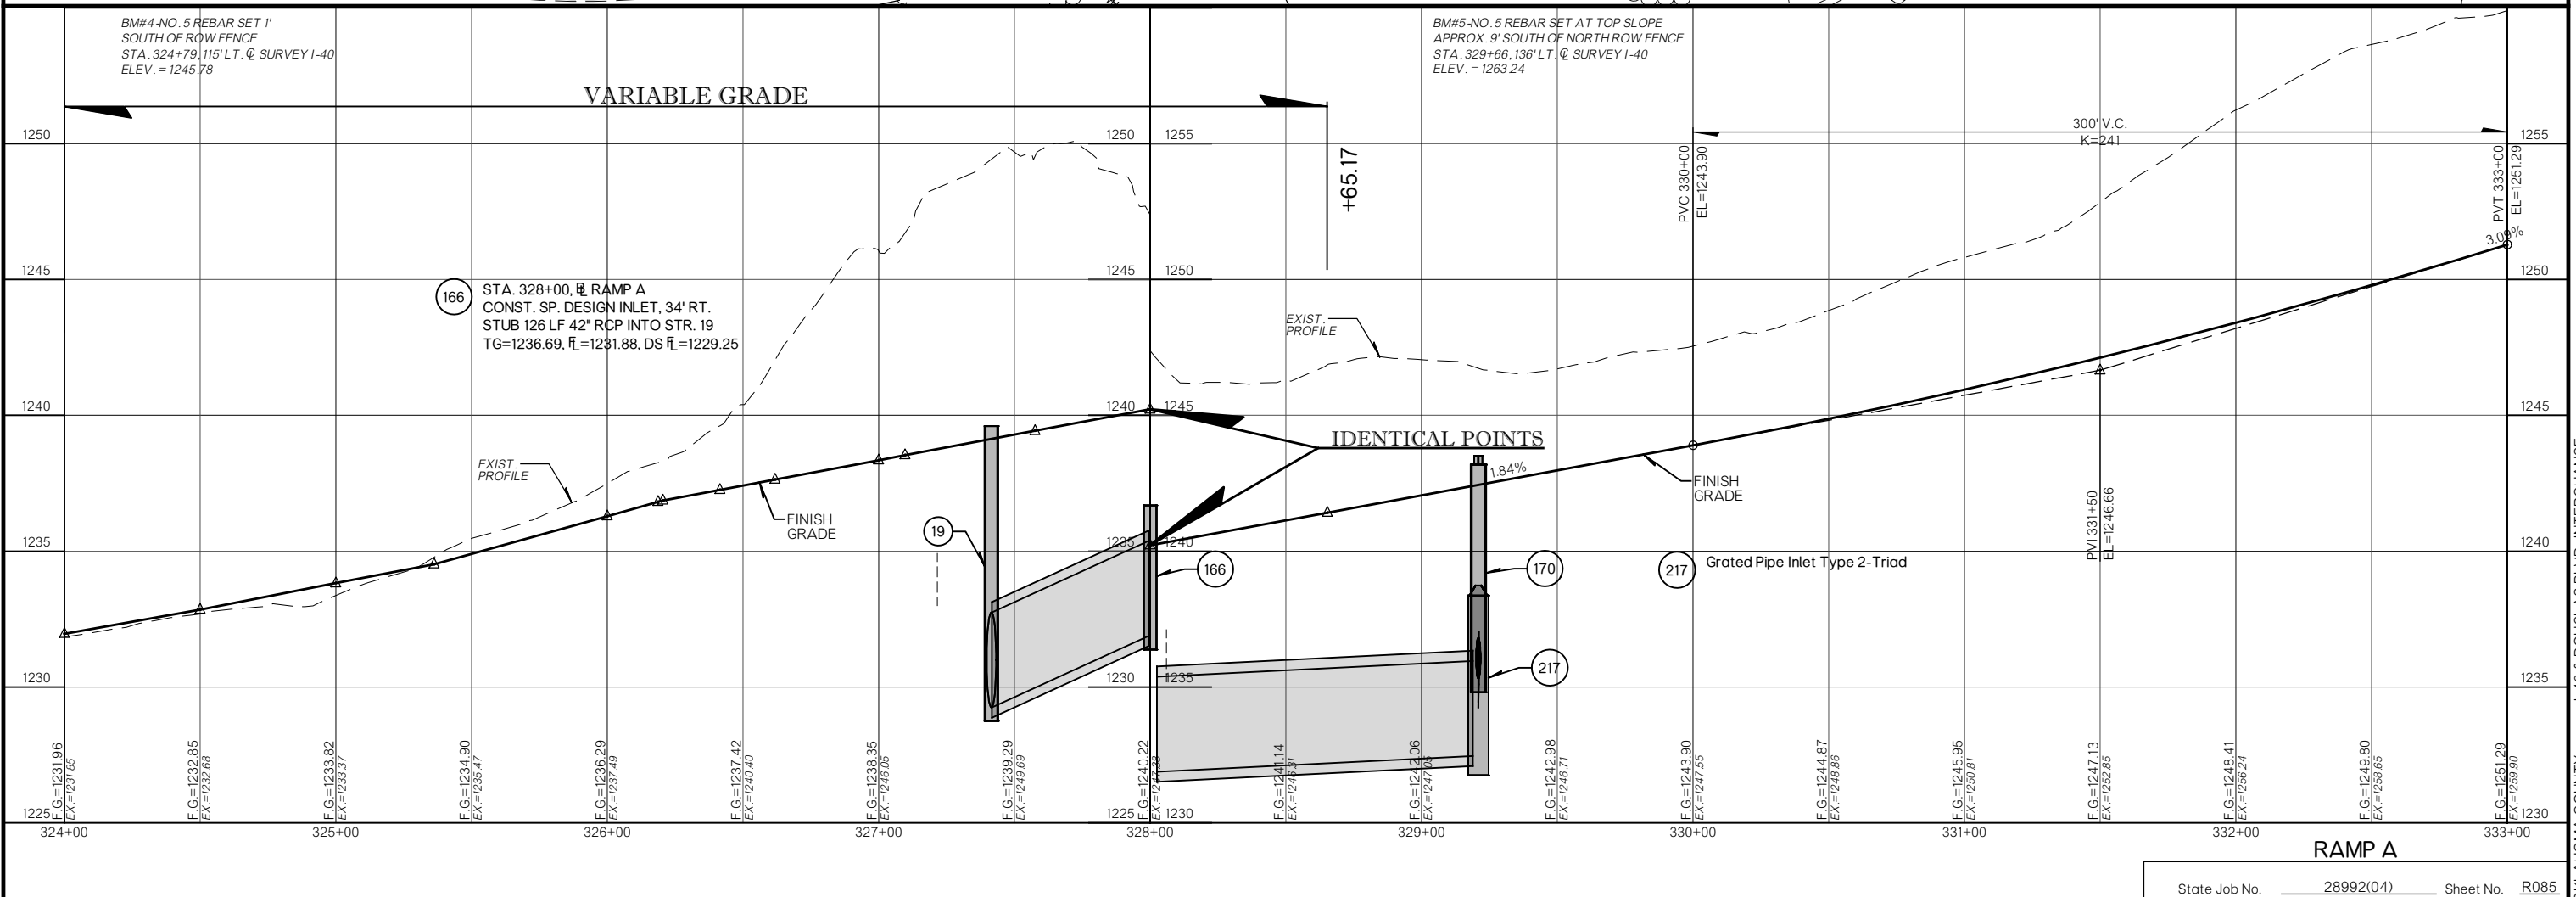 BM#4-NO. 5 REBAR SET 1'
SOUTH OF ROW FENCE
STA. 324+79, 115' LT. ℄ SURVEY I-40
ELEV. = 1245.78
BM#5-NO. 5 REBAR SET AT TOP SLOPE
APPROX. 9' SOUTH OF NORTH ROW FENCE
STA. 329+66, 136' LT. ℄ SURVEY I-40
ELEV. = 1263.24
VARIABLE GRADE
+65.17
300' V.C.
K=241
PVC 330+00
EL=1243.90
PVT 333+00
EL=1251.29
3.09%
1250
1250 1255
1255
1245
1245 1250
1250
166
STA. 328+00, BL RAMP A
CONST. SP. DESIGN INLET, 34' RT.
STUB 126 LF 42" RCP INTO STR. 19
TG=1236.69, FL=1231.88, DS FL=1229.25
EXIST.
PROFILE
1240
1240 1245
1245
IDENTICAL POINTS
EXIST.
PROFILE
1.84%
FINISH
GRADE
FINISH
GRADE
19
PVI 331+50
EL=1246.66
1235
1235 1240
1240
166
170
217
Grated Pipe Inlet Type 2-Triad
217
1230
1230 1235
1235
F.G.=1231.96
EX.=1231.85
F.G.=1232.85
EX.=1232.68
F.G.=1233.82
EX.=1233.37
F.G.=1234.90
EX.=1235.47
F.G.=1236.29
EX.=1237.49
F.G.=1237.42
EX.=1240.40
F.G.=1238.35
EX.=1246.05
F.G.=1239.29
EX.=1249.69
F.G.=1240.22
F.G.=1241.14
EX.=1246.31
F.G.=1242.06
F.G.=1242.98
EX.=1246.71
F.G.=1243.90
EX.=1247.55
F.G.=1244.87
EX.=1248.86
F.G.=1245.95
EX.=1250.81
F.G.=1247.13
EX.=1252.85
F.G.=1248.41
EX.=1256.24
F.G.=1249.80
EX.=1258.65
F.G.=1251.29
EX.=1259.90
1225
1225 1230
1230
324+00
325+00
326+00
327+00
328+00
329+00
330+00
331+00
332+00
333+00
RAMP A
State Job No. 28992(04) Sheet No. R085